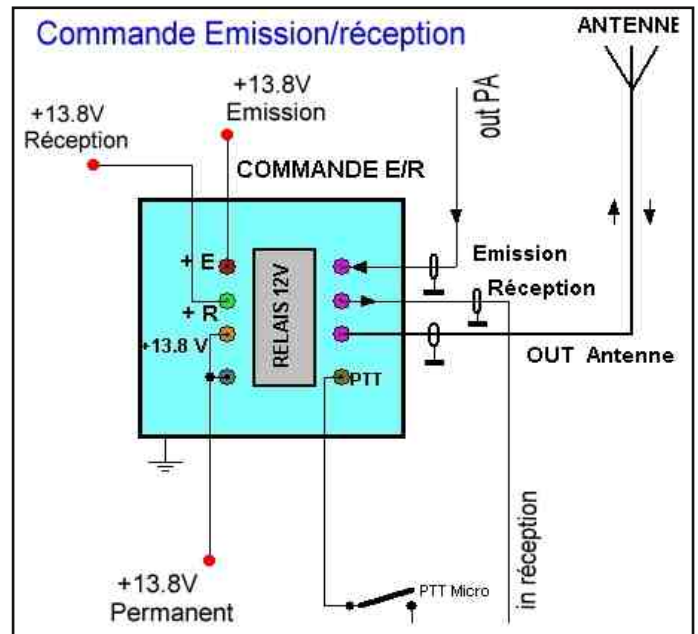 Commande Emission/réception
ANTENNE
+13.8V
Emission
+13.8V
Réception
out PA
COMMANDE E/R
+ E
Emission
Réception
+ R
RELAIS 12V
+13.8 V
OUT Antenne
PTT
in réception
+13.8V
Permanent
PTT Micro